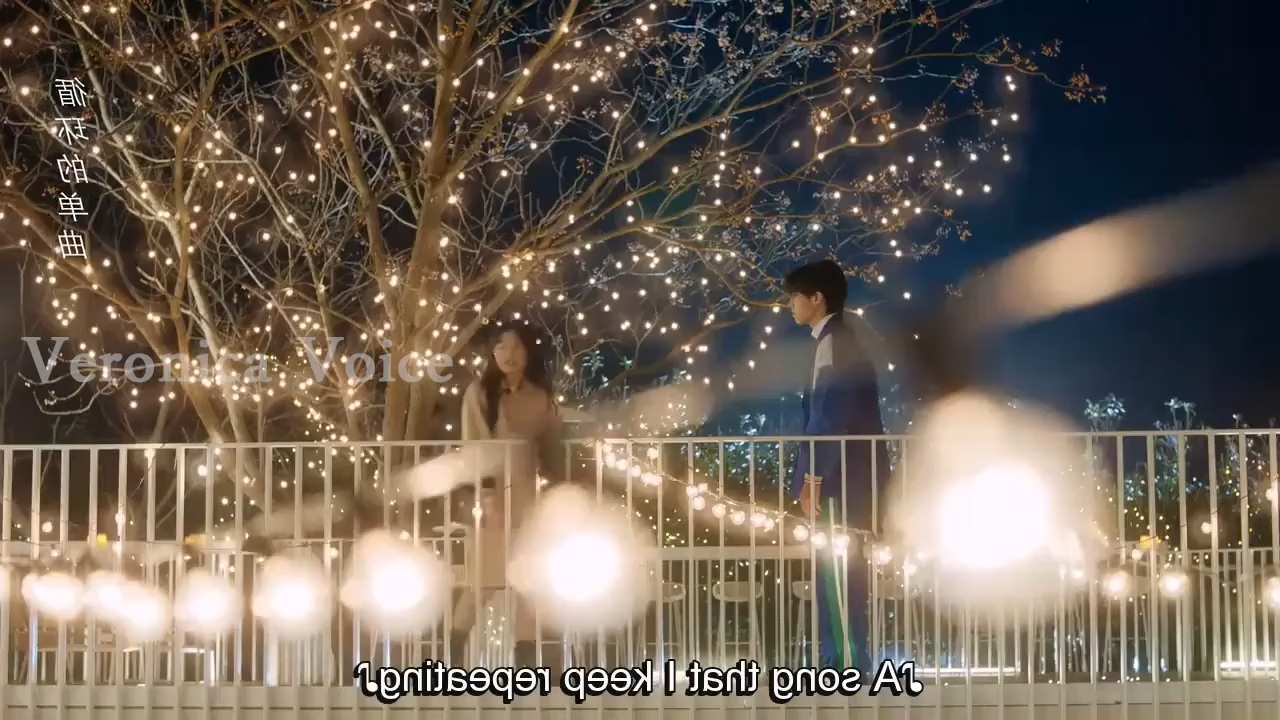 循环的单曲
Veronica Voice
♪A song that I keep repeating♪